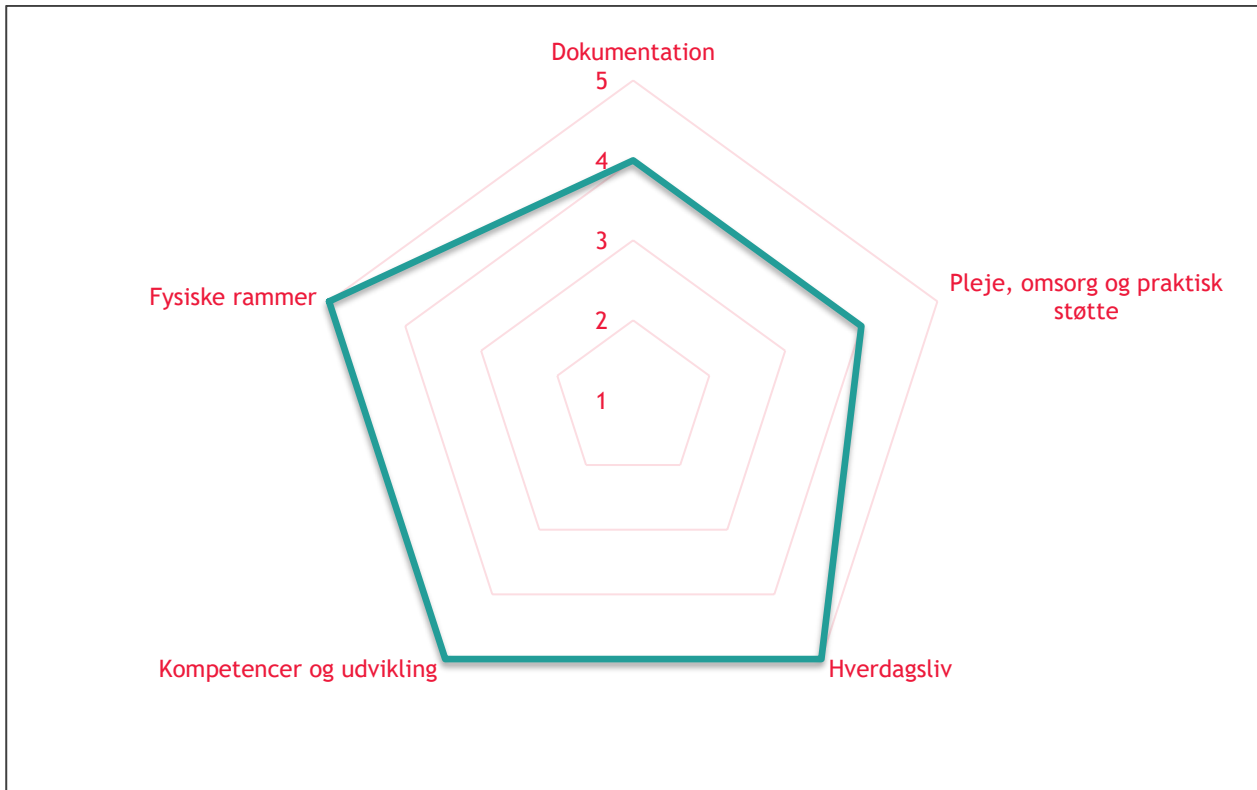 Dokumentation
5
4
3
2
1
Pleje, omsorg og praktisk
støtte
Fysiske rammer
Kompetencer og udvikling
Hverdagsliv